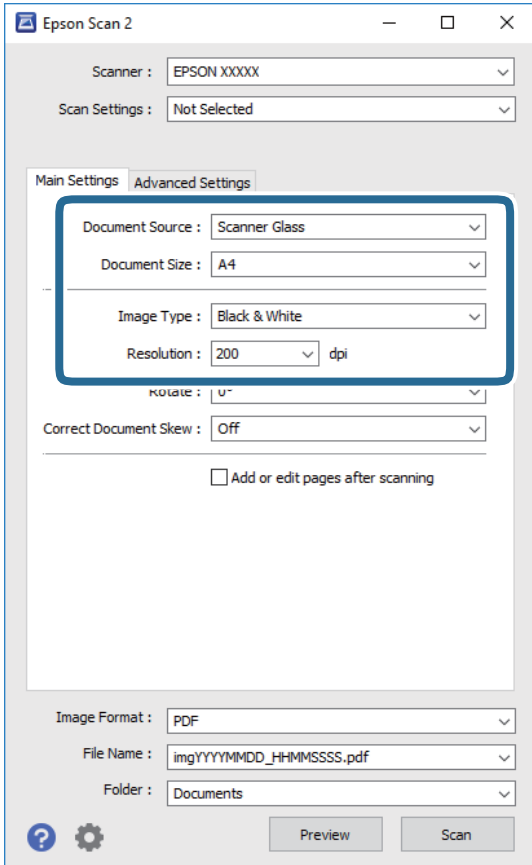 Epson Scan 2
Scanner : EPSON XXXXX
Scan Settings : Not Selected
Main Settings Advanced Settings
Document Source : Scanner Glass
Document Size : A4
Image Type : Black & White
Resolution : 200 dpi
Rotate : 0°
Correct Document Skew : Off
Add or edit pages after scanning
Image Format : PDF
File Name : imgYYYYMMDD_HHMMSSSS.pdf
Folder : Documents
? Preview Scan